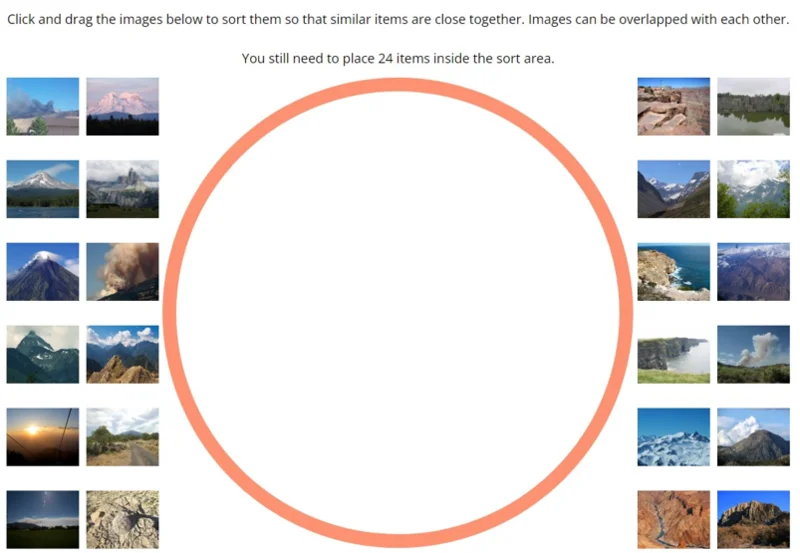 Click and drag the images below to sort them so that similar items are close together. Images can be overlapped with each other.
You still need to place 24 items inside the sort area.